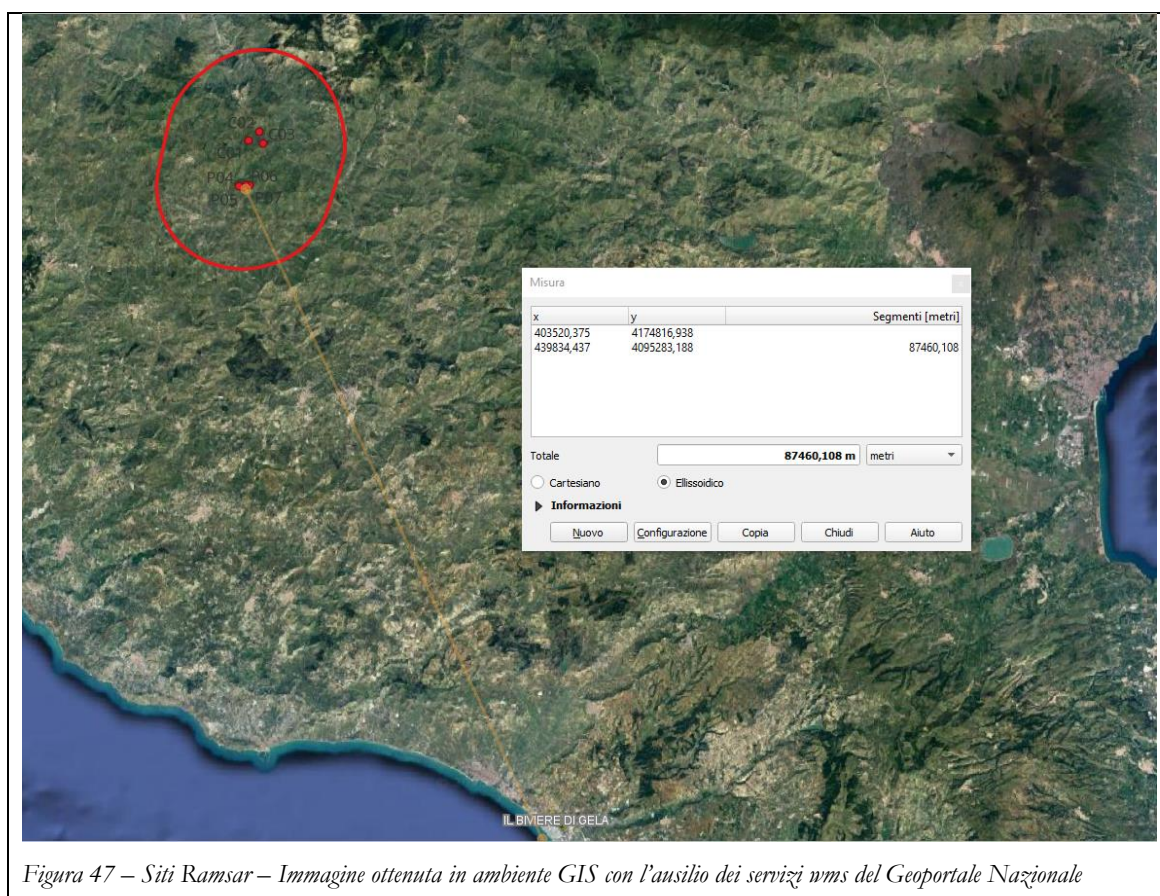 C02
C03
C01
P04 P06
P05 P07
Misura
x y Segmenti [metri]
403520,375 4174816,938
439834,437 4095283,188 87460,108
Totale 87460,108 m metri
Cartesiano Ellissoidico
Informazioni
Nuovo Configurazione Copia Chiudi Aiuto
IL BIVIERE DI GELA
Figura 47 – Siti Ramsar – Immagine ottenuta in ambiente GIS con l'ausilio dei servizi wms del Geoportale Nazionale